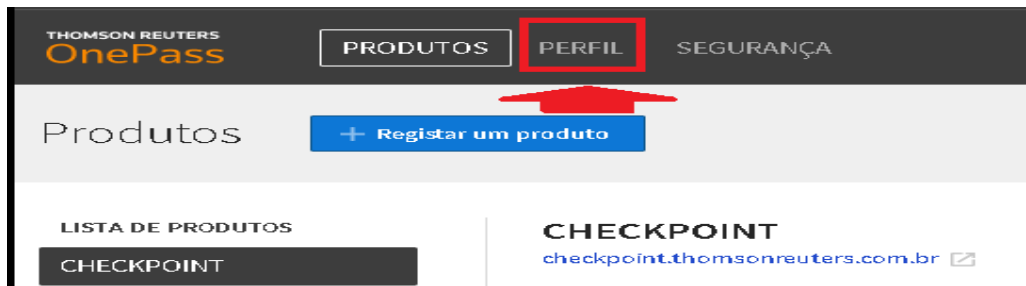 THOMSON REUTERS
OnePass
PRODUTOS
PERFIL
SEGURANÇA
Produtos
+ Registar um produto
LISTA DE PRODUTOS
CHECKPOINT
CHECKPOINT
checkpoint.thomsonreuters.com.br